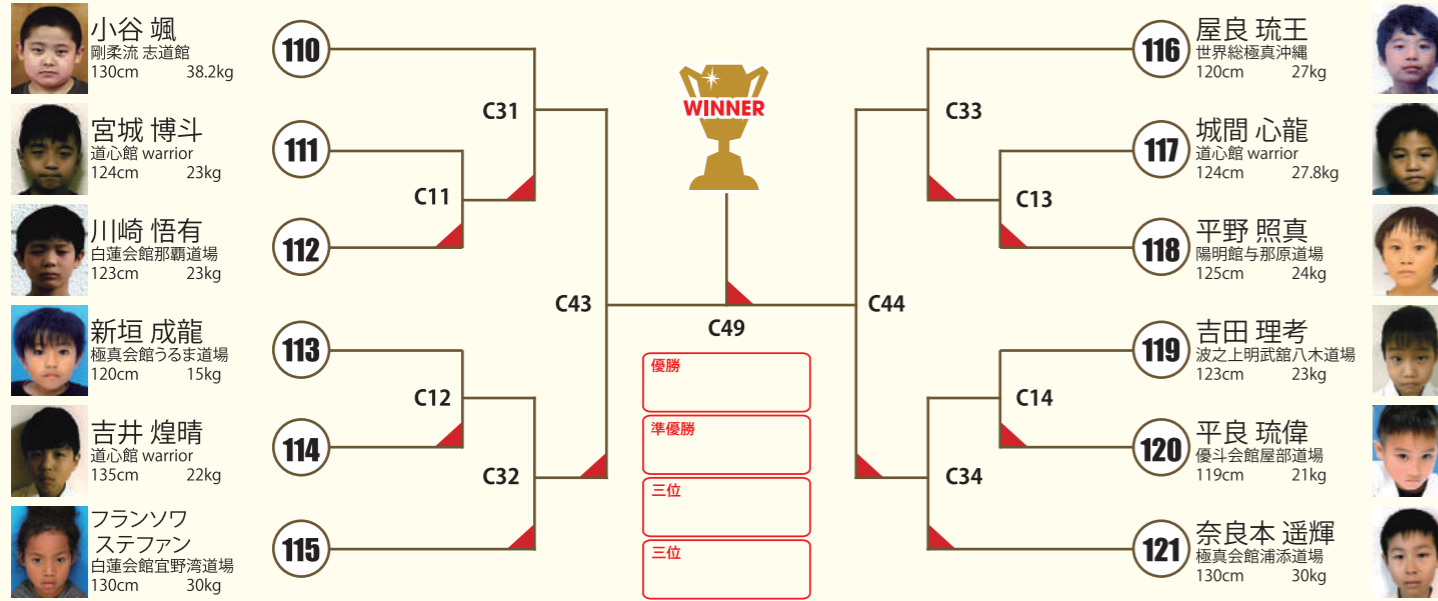 小谷 颯
剛柔流 志道館
130cm 38.2kg
110
宮城 博斗
道心館 warrior
124cm 23kg
111
川崎 悟有
白蓮会館那覇道場
123cm 23kg
112
新垣 成龍
極真会館うるま道場
120cm 15kg
113
吉井 煌晴
道心館 warrior
135cm 22kg
114
フランソワ
ステファン
白蓮会館宜野湾道場
130cm 30kg
115
C31
C11
C43
C12
C32
WINNER
C49
優勝
準優勝
三位
三位
C33
C13
C44
C14
C34
116
屋良 琉王
世界総極真沖縄
120cm 27kg
117
城間 心龍
道心館 warrior
124cm 27.8kg
118
平野 照真
陽明館与那原道場
125cm 24kg
119
吉田 理考
波之上明武舘八木道場
123cm 23kg
120
平良 琉偉
優斗会館屋部道場
119cm 21kg
121
奈良本 遥輝
極真会館浦添道場
130cm 30kg